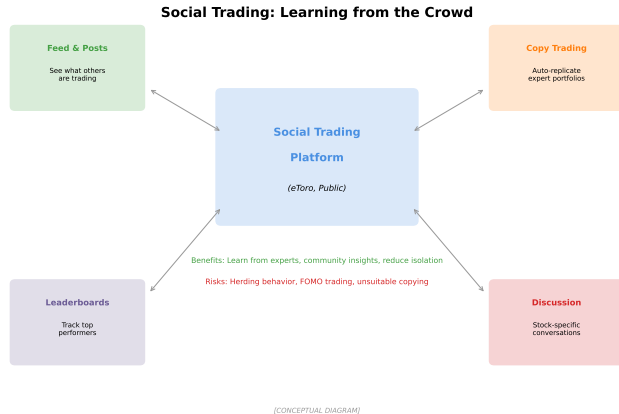 Social Trading: Learning from the Crowd
Feed & Posts
See what others
are trading
Copy Trading
Auto-replicate
expert portfolios
Social Trading
Platform
(eToro, Public)
Benefits: Learn from experts, community insights, reduce isolation
Risks: Herding behavior, FOMO trading, unsuitable copying
Leaderboards
Track top
performers
Discussion
Stock-specific
conversations
[CONCEPTUAL DIAGRAM]